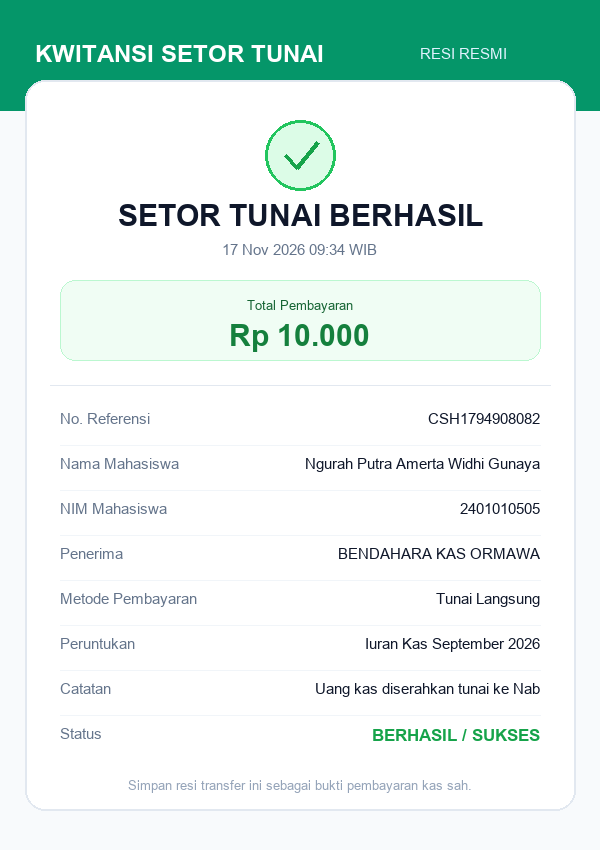 KWITANSI SETOR TUNAI
RESI RESMI
SETOR TUNAI BERHASIL
17 Nov 2026 09:34 WIB
Total Pembayaran
Rp 10.000
No. Referensi CSH1794908082
Nama Mahasiswa Ngurah Putra Amerta Widhi Gunaya
NIM Mahasiswa 2401010505
Penerima BENDAHARA KAS ORMAWA
Metode Pembayaran Tunai Langsung
Peruntukan Iuran Kas September 2026
Catatan Uang kas diserahkan tunai ke Nab
Status BERHASIL / SUKSES
Simpan resi transfer ini sebagai bukti pembayaran kas sah.